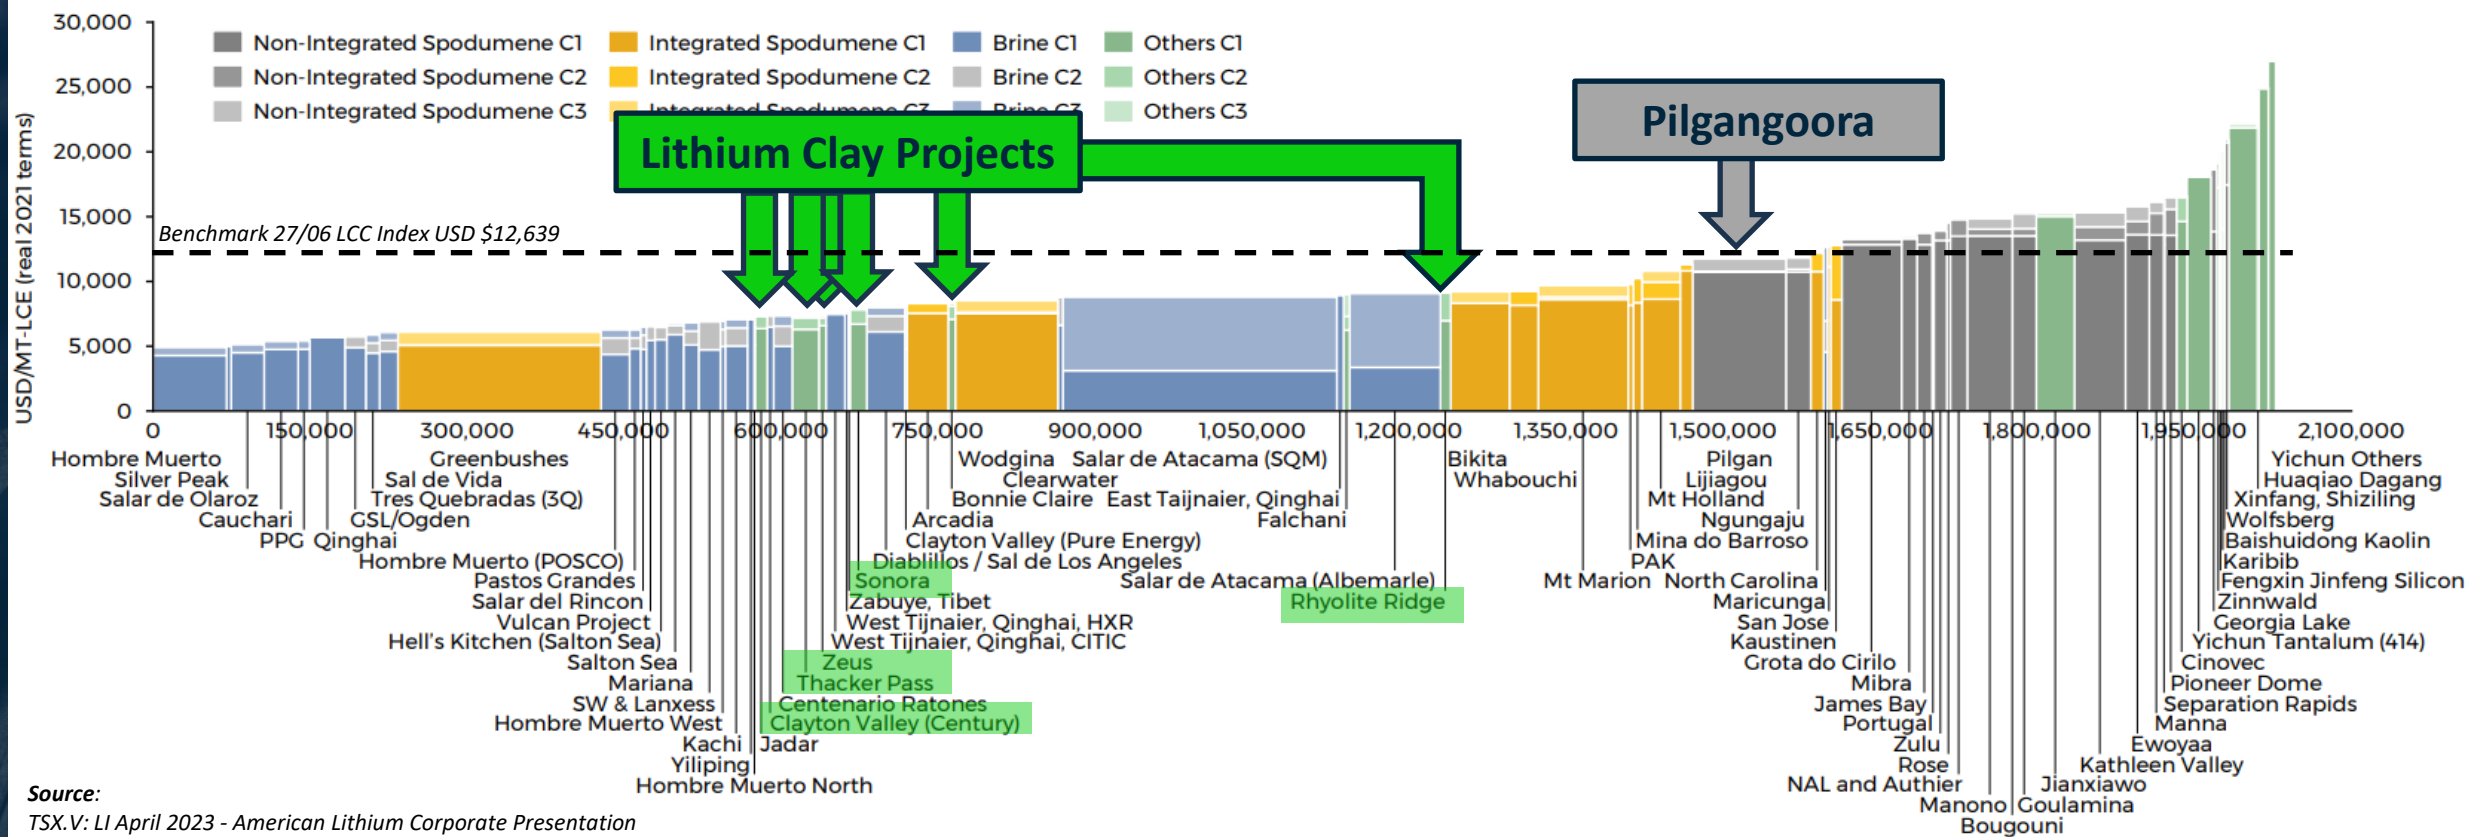 30,000
25,000
20,000
15,000
10,000
5,000
0
USD/MT-LCE (real 2021 terms)
Non-Integrated Spodumene C1
Non-Integrated Spodumene C2
Non-Integrated Spodumene C3
Integrated Spodumene C1
Integrated Spodumene C2
Integrated Spodumene C3
Brine C1
Brine C2
Brine C3
Others C1
Others C2
Others C3
Lithium Clay Projects
Pilgangoora
Benchmark 27/06 LCC Index USD $12,639
0 150,000 300,000 450,000 600,000 750,000 900,000 1,050,000 1,200,000 1,350,000 1,500,000 1,650,000 1,800,000 1,950,000 2,100,000
Hombre Muerto
Silver Peak
Salar de Olaroz
Cauchari
PPG
Qinghai
GSL/Ogden
Tres Quebradas (3Q)
Sal de Vida
Greenbushes
Hombre Muerto (POSCO)
Pastos Grandes
Salar del Rincon
Vulcan Project
Hell's Kitchen (Salton Sea)
Salton Sea
Mariana
SW & Lanxess
Hombre Muerto West
Kachi
Yiliping
Hombre Muerto North
Jadar
Clayton Valley (Century)
Centenario Ratones
Thacker Pass
Zeus
West Tijnaier, Qinghai, CITIC
West Tijnaier, Qinghai, HXR
Zabuye, Tibet
Sonora
Diablillos / Sal de Los Angeles
Clayton Valley (Pure Energy)
Arcadia
Bonnie Claire
Clearwater
Wodgina
Salar de Atacama (SQM)
East Taijnaier, Qinghai
Falchani
Salar de Atacama (Albemarle)
Rhyolite Ridge
Bikita
Whabouchi
Mt Marion
PAK
Mina do Barroso
Mt Holland
Lijiagou
Pilgan
Ngungaju
North Carolina
Maricunga
San Jose
Kaustinen
Grota do Cirilo
Mibra
James Bay
Portugal
Zulu
Rose
NAL and Authier
Manono
Bougouni
Goulamina
Jianxiawo
Kathleen Valley
Ewoyaa
Manna
Separation Rapids
Pioneer Dome
Cinovec
Yichun Tantalum (414)
Georgia Lake
Zinnwald
Fengxin Jinfeng Silicon
Karibib
Baishuidong Kaolin
Wolfsberg
Xinfang, Shiziling
Huaqiao Dagang
Yichun Others
Source:
TSX.V: LI April 2023 - American Lithium Corporate Presentation